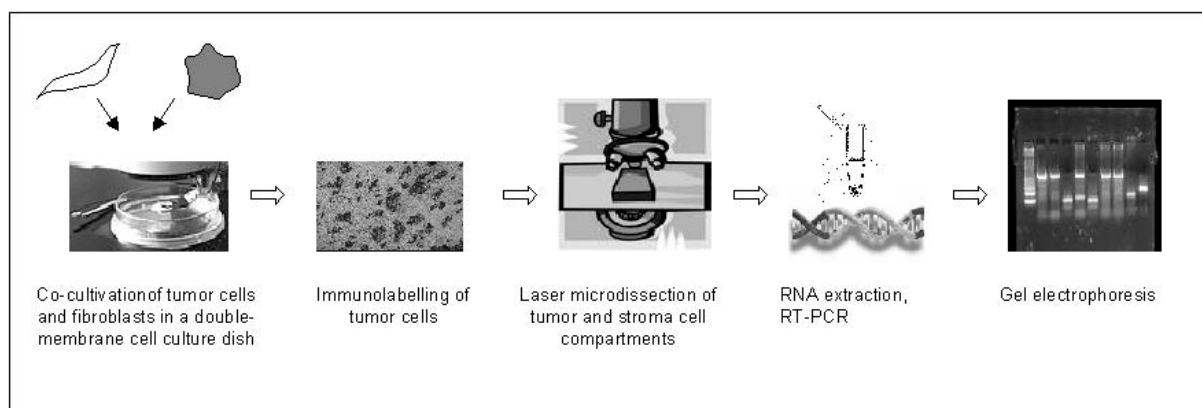 Co-cultivation of tumor cells
and fibroblasts in a double-
membrane cell culture dish
Immunolabelling of
tumor cells
Laser microdissection of
tumor and stroma cell
compartments
RNA extraction,
RT-PCR
Gel electrophoresis